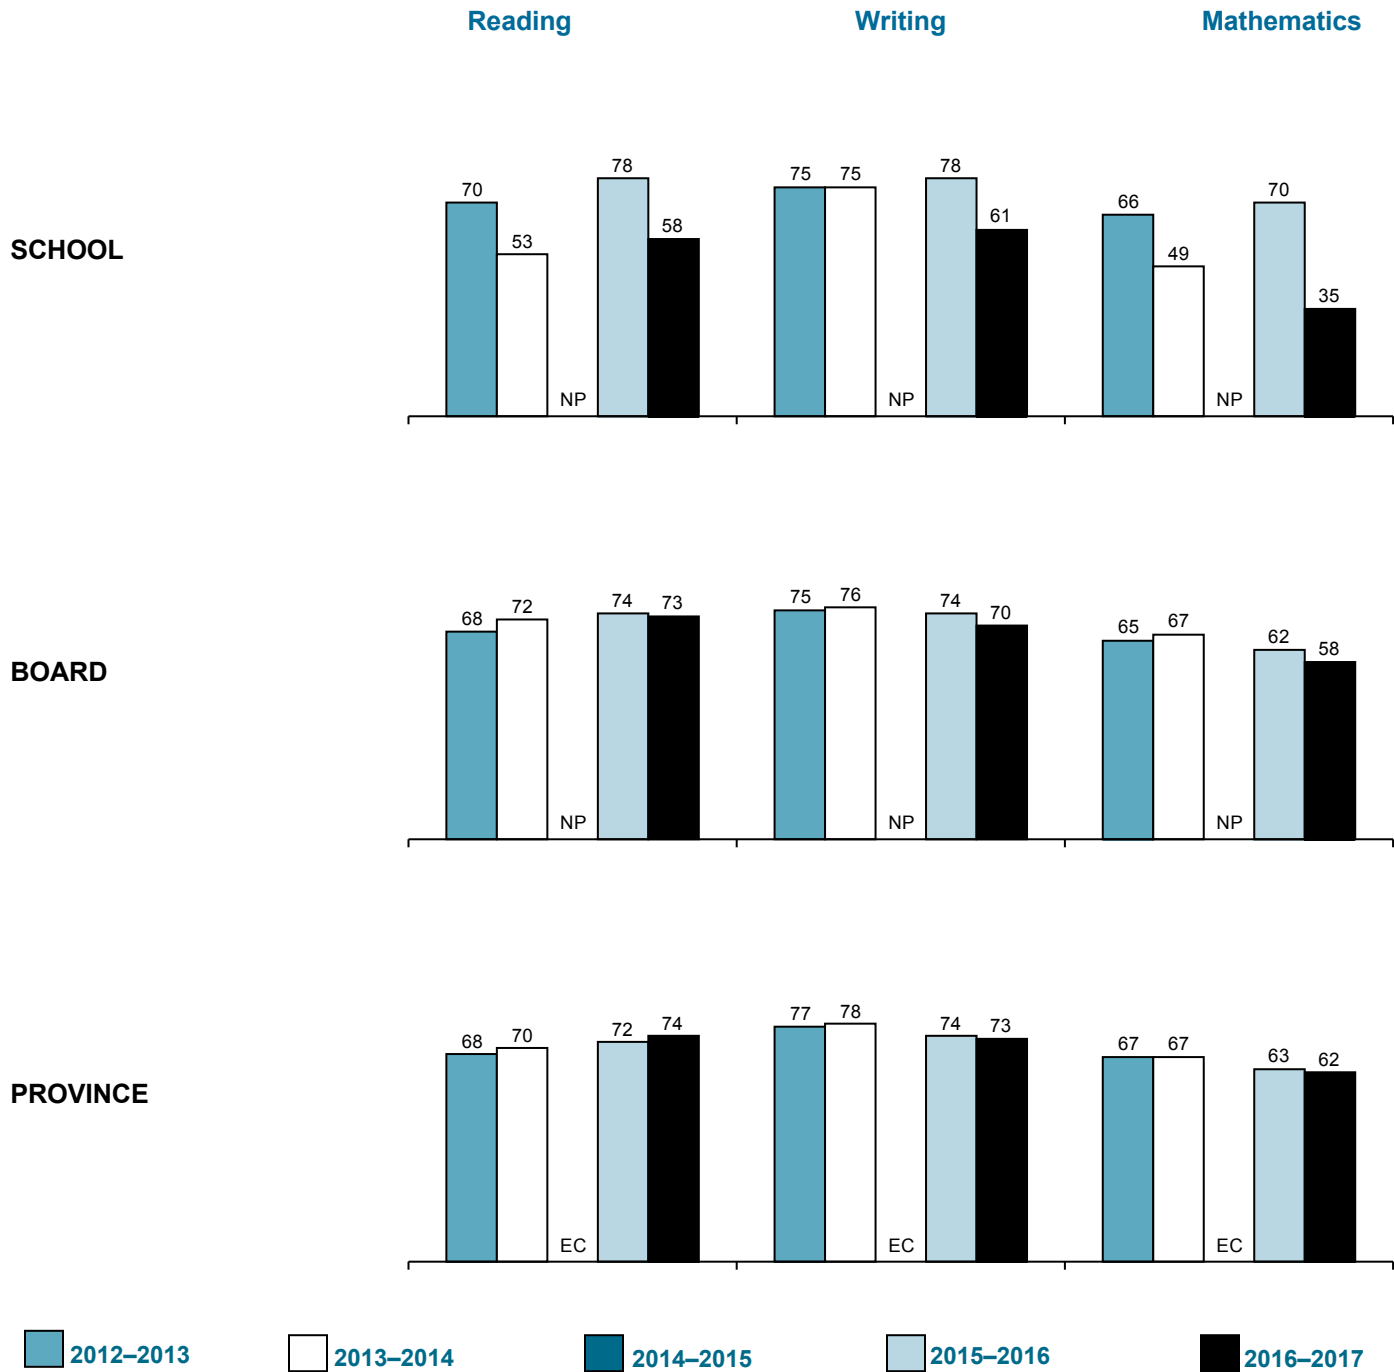 Reading Writing Mathematics
SCHOOL
70 53 NP 78 58 75 75 NP 78 61 66 49 NP 70 35
BOARD
68 72 NP 74 73 75 76 NP 74 70 65 67 NP 62 58
PROVINCE
68 70 EC 72 74 77 78 EC 74 73 67 67 EC 63 62
2012–2013 2013–2014 2014–2015 2015–2016 2016–2017